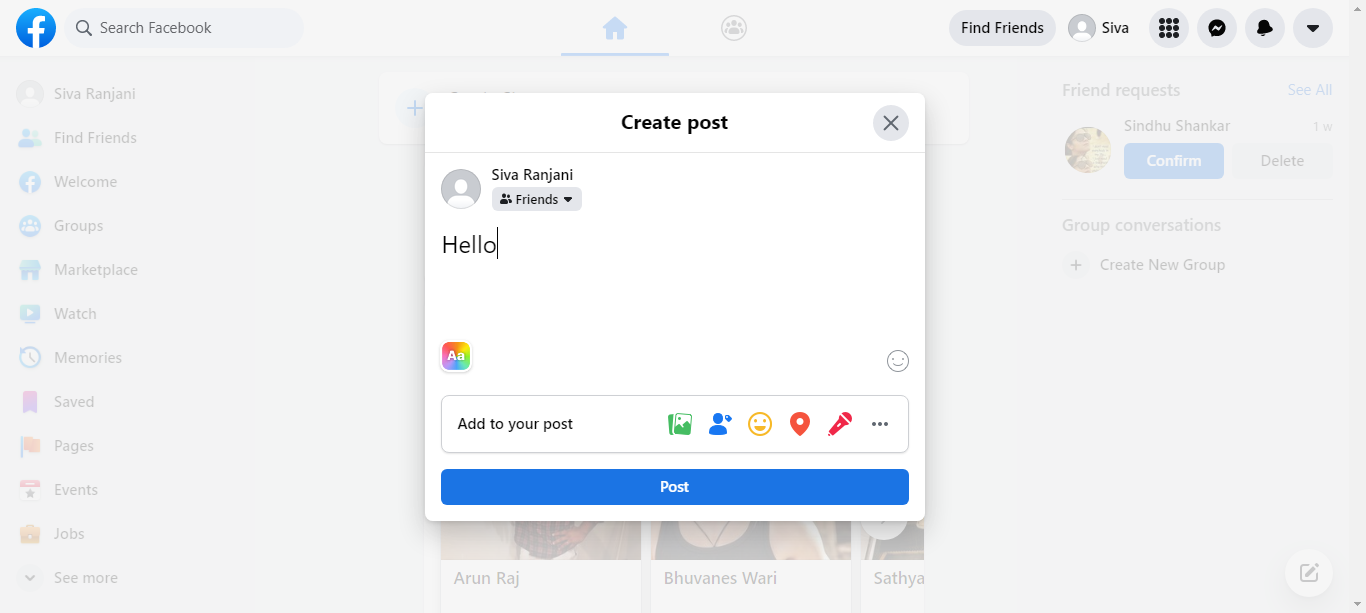 Search Facebook
Find Friends
Siva
Siva Ranjani
Find Friends
Welcome
Groups
Marketplace
Watch
Memories
Saved
Pages
Events
Jobs
See more
Create post
Siva Ranjani
Friends
Hello
Aa
Add to your post
Post
Arun Raj
Bhuvanes Wari
Sathya
Friend requests
See All
Sindhu Shankar
1 w
Confirm
Delete
Group conversations
Create New Group